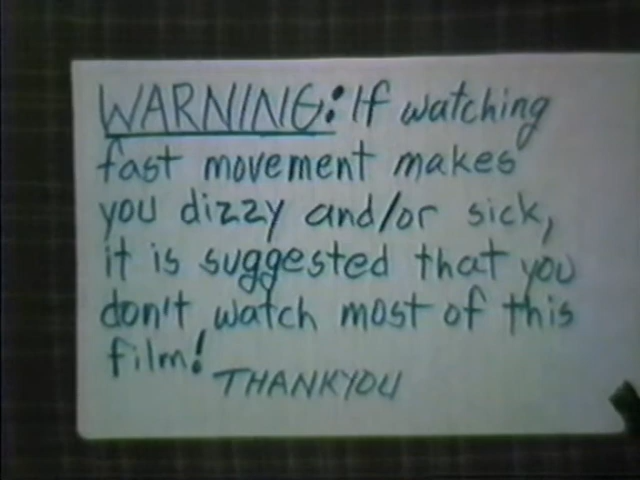 WARNING: If watching
fast movement makes
you dizzy and/or sick,
it is suggested that you
don't watch most of this
film!
THANKYOU